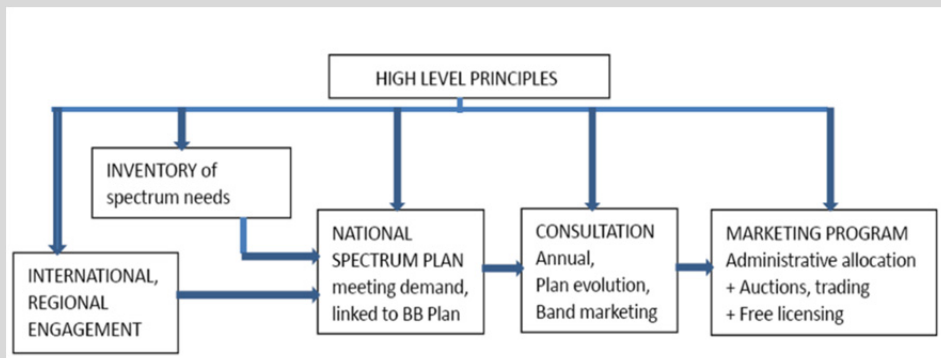 HIGH LEVEL PRINCIPLES
INVENTORY of
spectrum needs
INTERNATIONAL,
REGIONAL
ENGAGEMENT
NATIONAL
SPECTRUM PLAN
meeting demand,
linked to BB Plan
CONSULTATION
Annual,
Plan evolution,
Band marketing
MARKETING PROGRAM
Administrative allocation
+ Auctions, trading
+ Free licensing